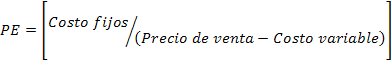 PE = [Costo fijos/(Precio de venta − Costo variable)]